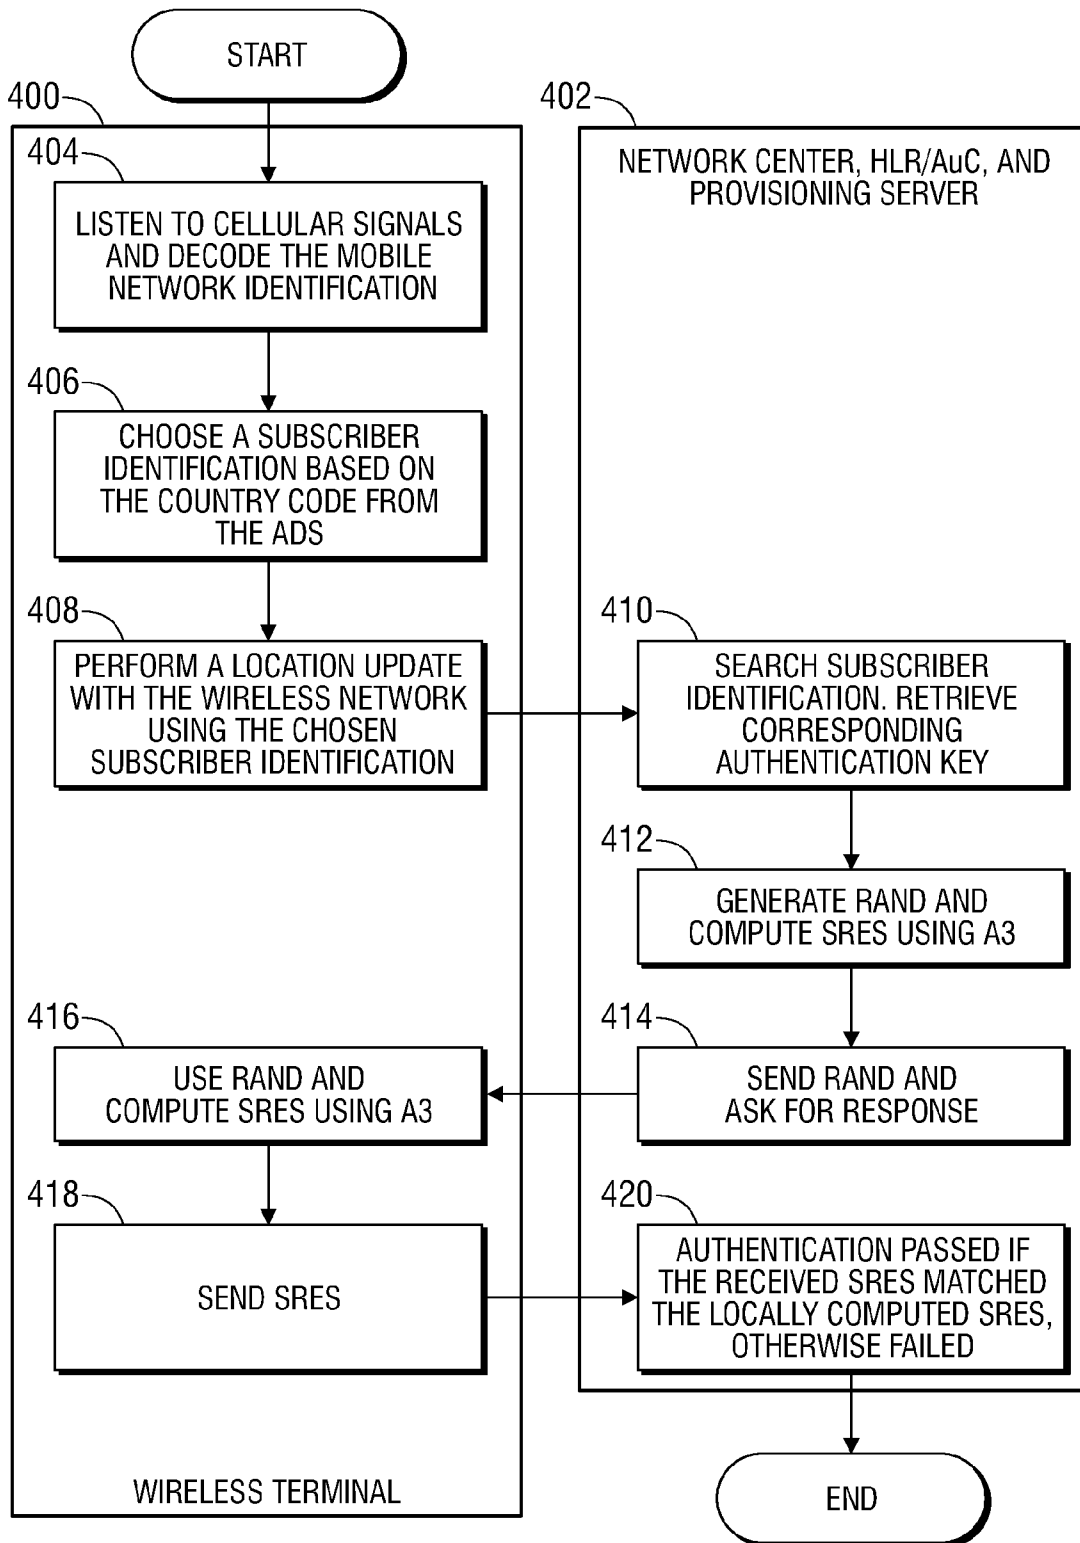 START
400
402
404
NETWORK CENTER, HLR/AuC, AND
PROVISIONING SERVER
LISTEN TO CELLULAR SIGNALS
AND DECODE THE MOBILE
NETWORK IDENTIFICATION
406
CHOOSE A SUBSCRIBER
IDENTIFICATION BASED ON
THE COUNTRY CODE FROM
THE ADS
408
PERFORM A LOCATION UPDATE
WITH THE WIRELESS NETWORK
USING THE CHOSEN
SUBSCRIBER IDENTIFICATION
410
SEARCH SUBSCRIBER
IDENTIFICATION. RETRIEVE
CORRESPONDING
AUTHENTICATION KEY
412
GENERATE RAND AND
COMPUTE SRES USING A3
414
SEND RAND AND
ASK FOR RESPONSE
416
USE RAND AND
COMPUTE SRES USING A3
418
SEND SRES
420
AUTHENTICATION PASSED IF
THE RECEIVED SRES MATCHED
THE LOCALLY COMPUTED SRES,
OTHERWISE FAILED
WIRELESS TERMINAL
END